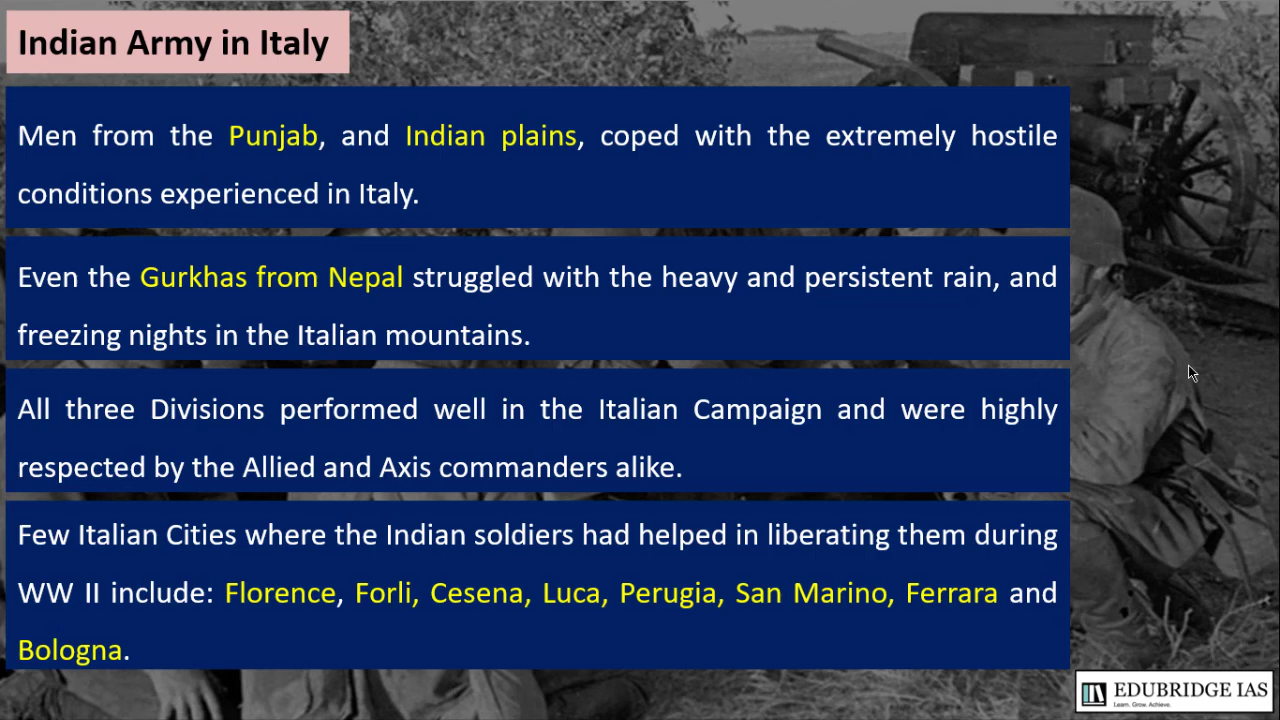 Indian Army in Italy
Men from the Punjab, and Indian plains, coped with the extremely hostile
conditions experienced in Italy.
Even the Gurkhas from Nepal struggled with the heavy and persistent rain, and
freezing nights in the Italian mountains.
All three Divisions performed well in the Italian Campaign and were highly
respected by the Allied and Axis commanders alike.
Few Italian Cities where the Indian soldiers had helped in liberating them during
WW II include: Florence, Forli, Cesena, Luca, Perugia, San Marino, Ferrara and
Bologna.
EDUBRIDGE IAS
Learn. Grow. Achieve.